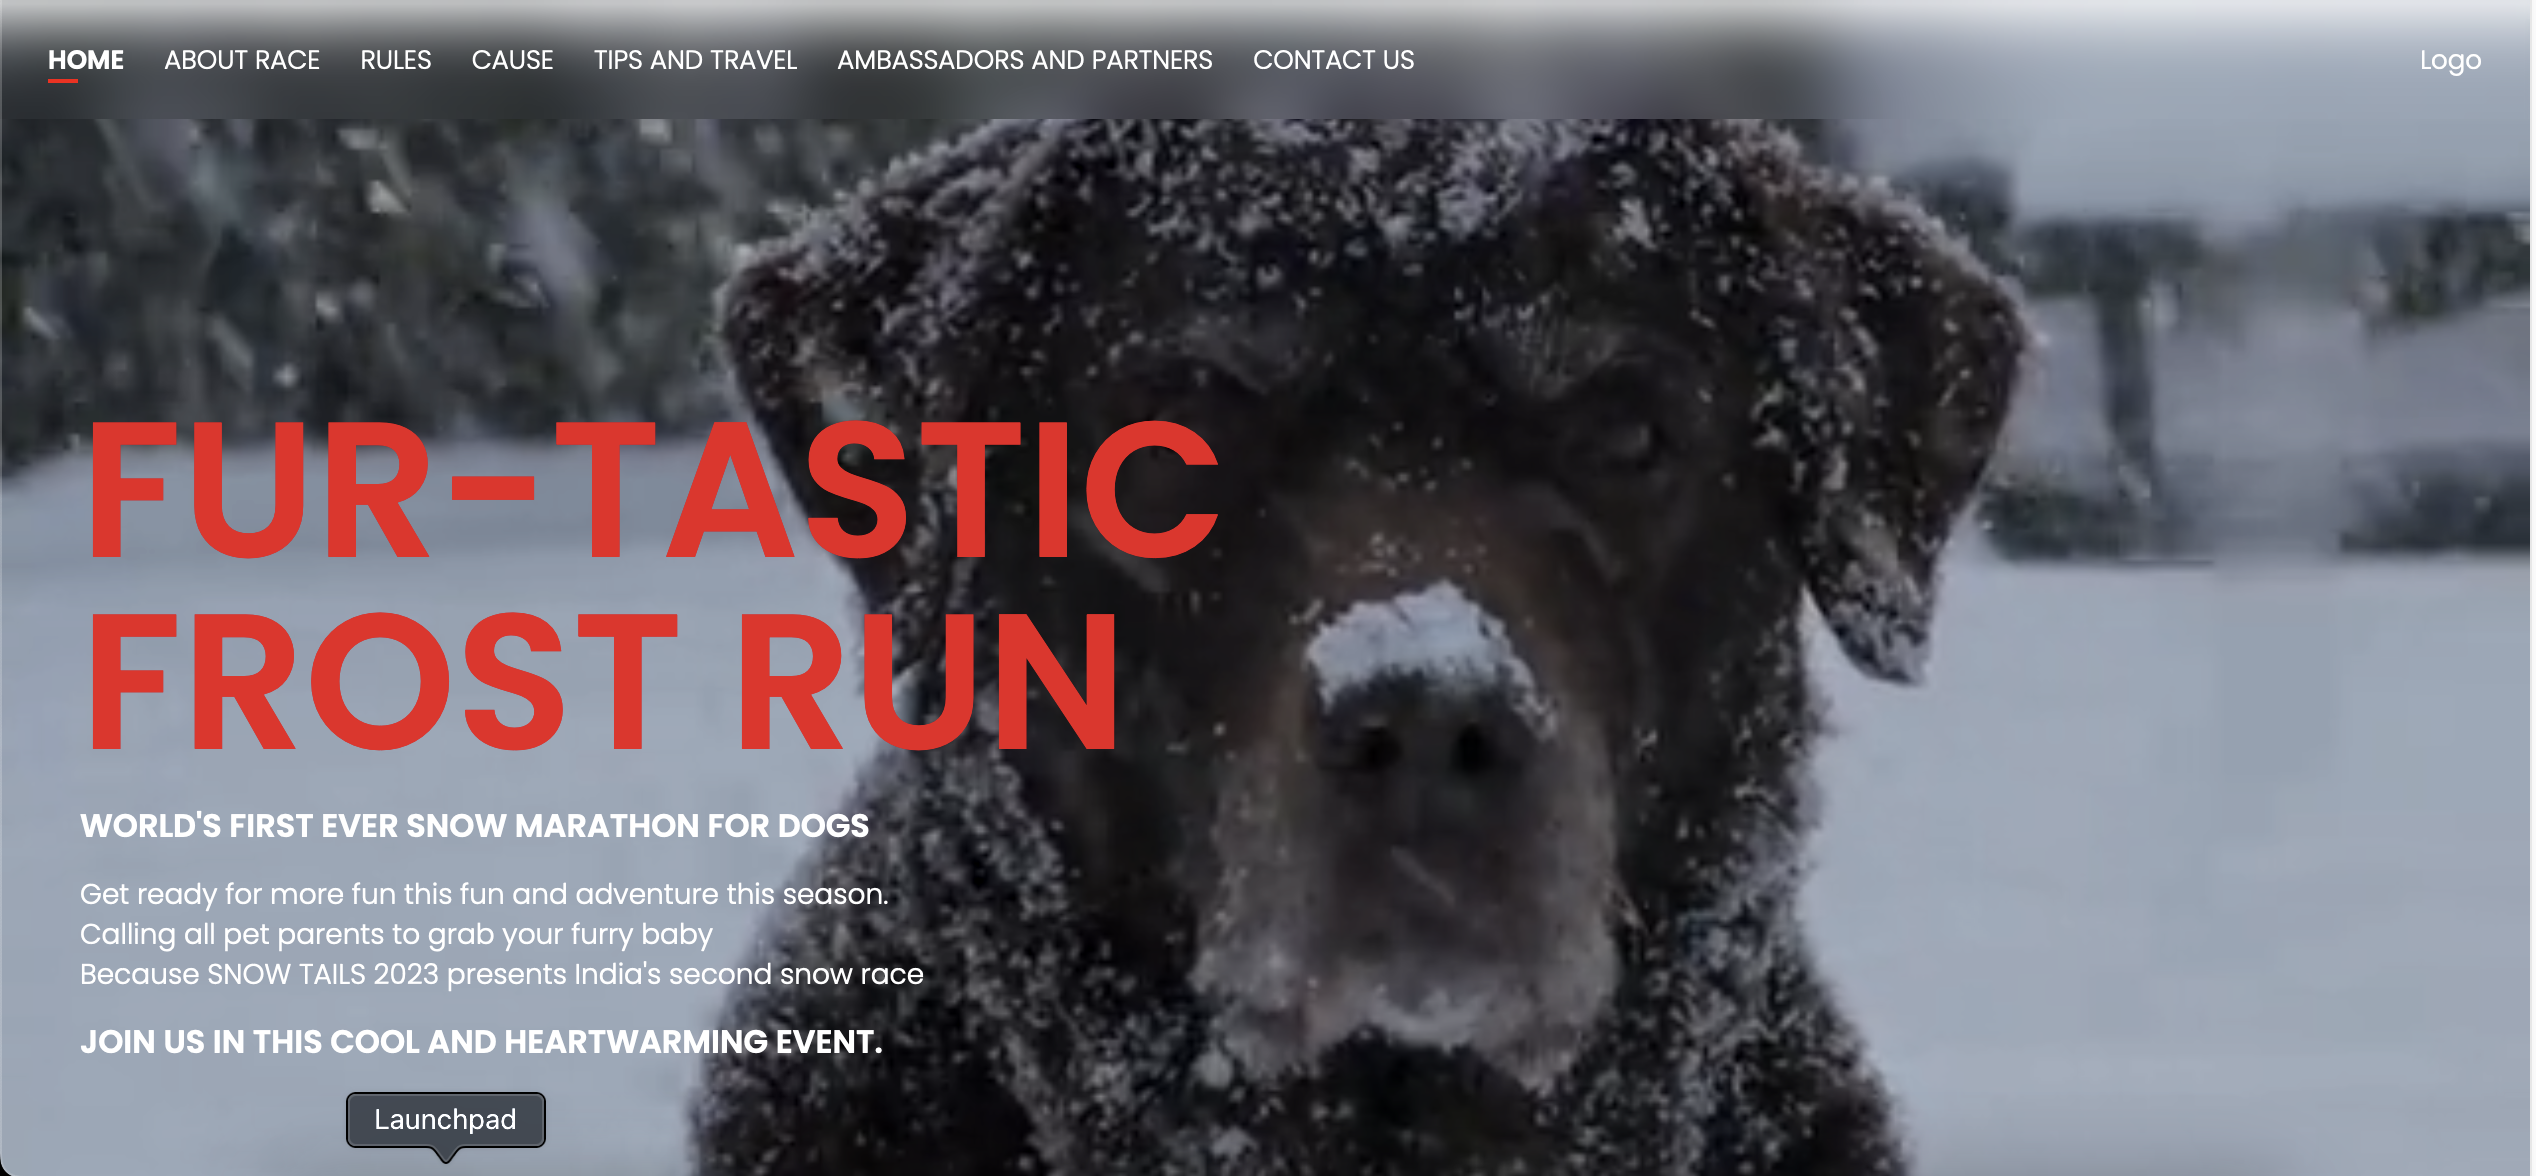 HOME ABOUT RACE RULES CAUSE TIPS AND TRAVEL AMBASSADORS AND PARTNERS CONTACT US Logo
FUR-TASTIC
FROST RUN
WORLD'S FIRST EVER SNOW MARATHON FOR DOGS
Get ready for more fun this fun and adventure this season.
Calling all pet parents to grab your furry baby
Because SNOW TAILS 2023 presents India's second snow race
JOIN US IN THIS COOL AND HEARTWARMING EVENT.
Launchpad